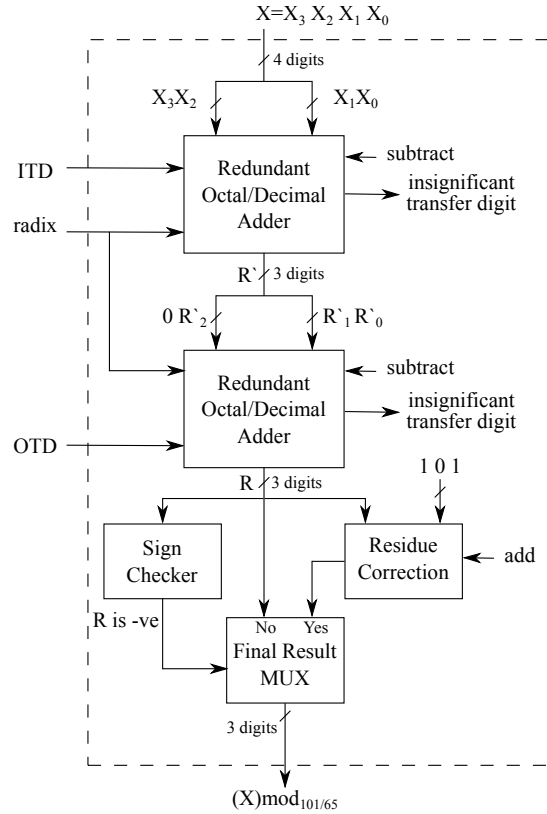 X=X₃ X₂ X₁ X₀
4 digits
X₃X₂
X₁X₀
ITD
Redundant
Octal/Decimal
Adder
subtract
insignificant
transfer digit
radix
R`
3 digits
0 R`₂
R`₁ R`₀
Redundant
Octal/Decimal
Adder
subtract
insignificant
transfer digit
OTD
R
3 digits
1 0 1
Sign
Checker
Residue
Correction
add
R is -ve
No
Yes
Final Result
MUX
3 digits
(X)mod₁₀₁/₆₅